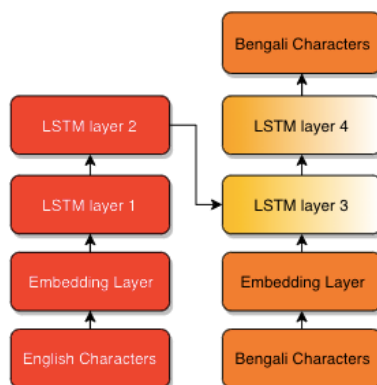 Bengali Characters
LSTM layer 2
LSTM layer 4
LSTM layer 1
LSTM layer 3
Embedding Layer
Embedding Layer
English Characters
Bengali Characters